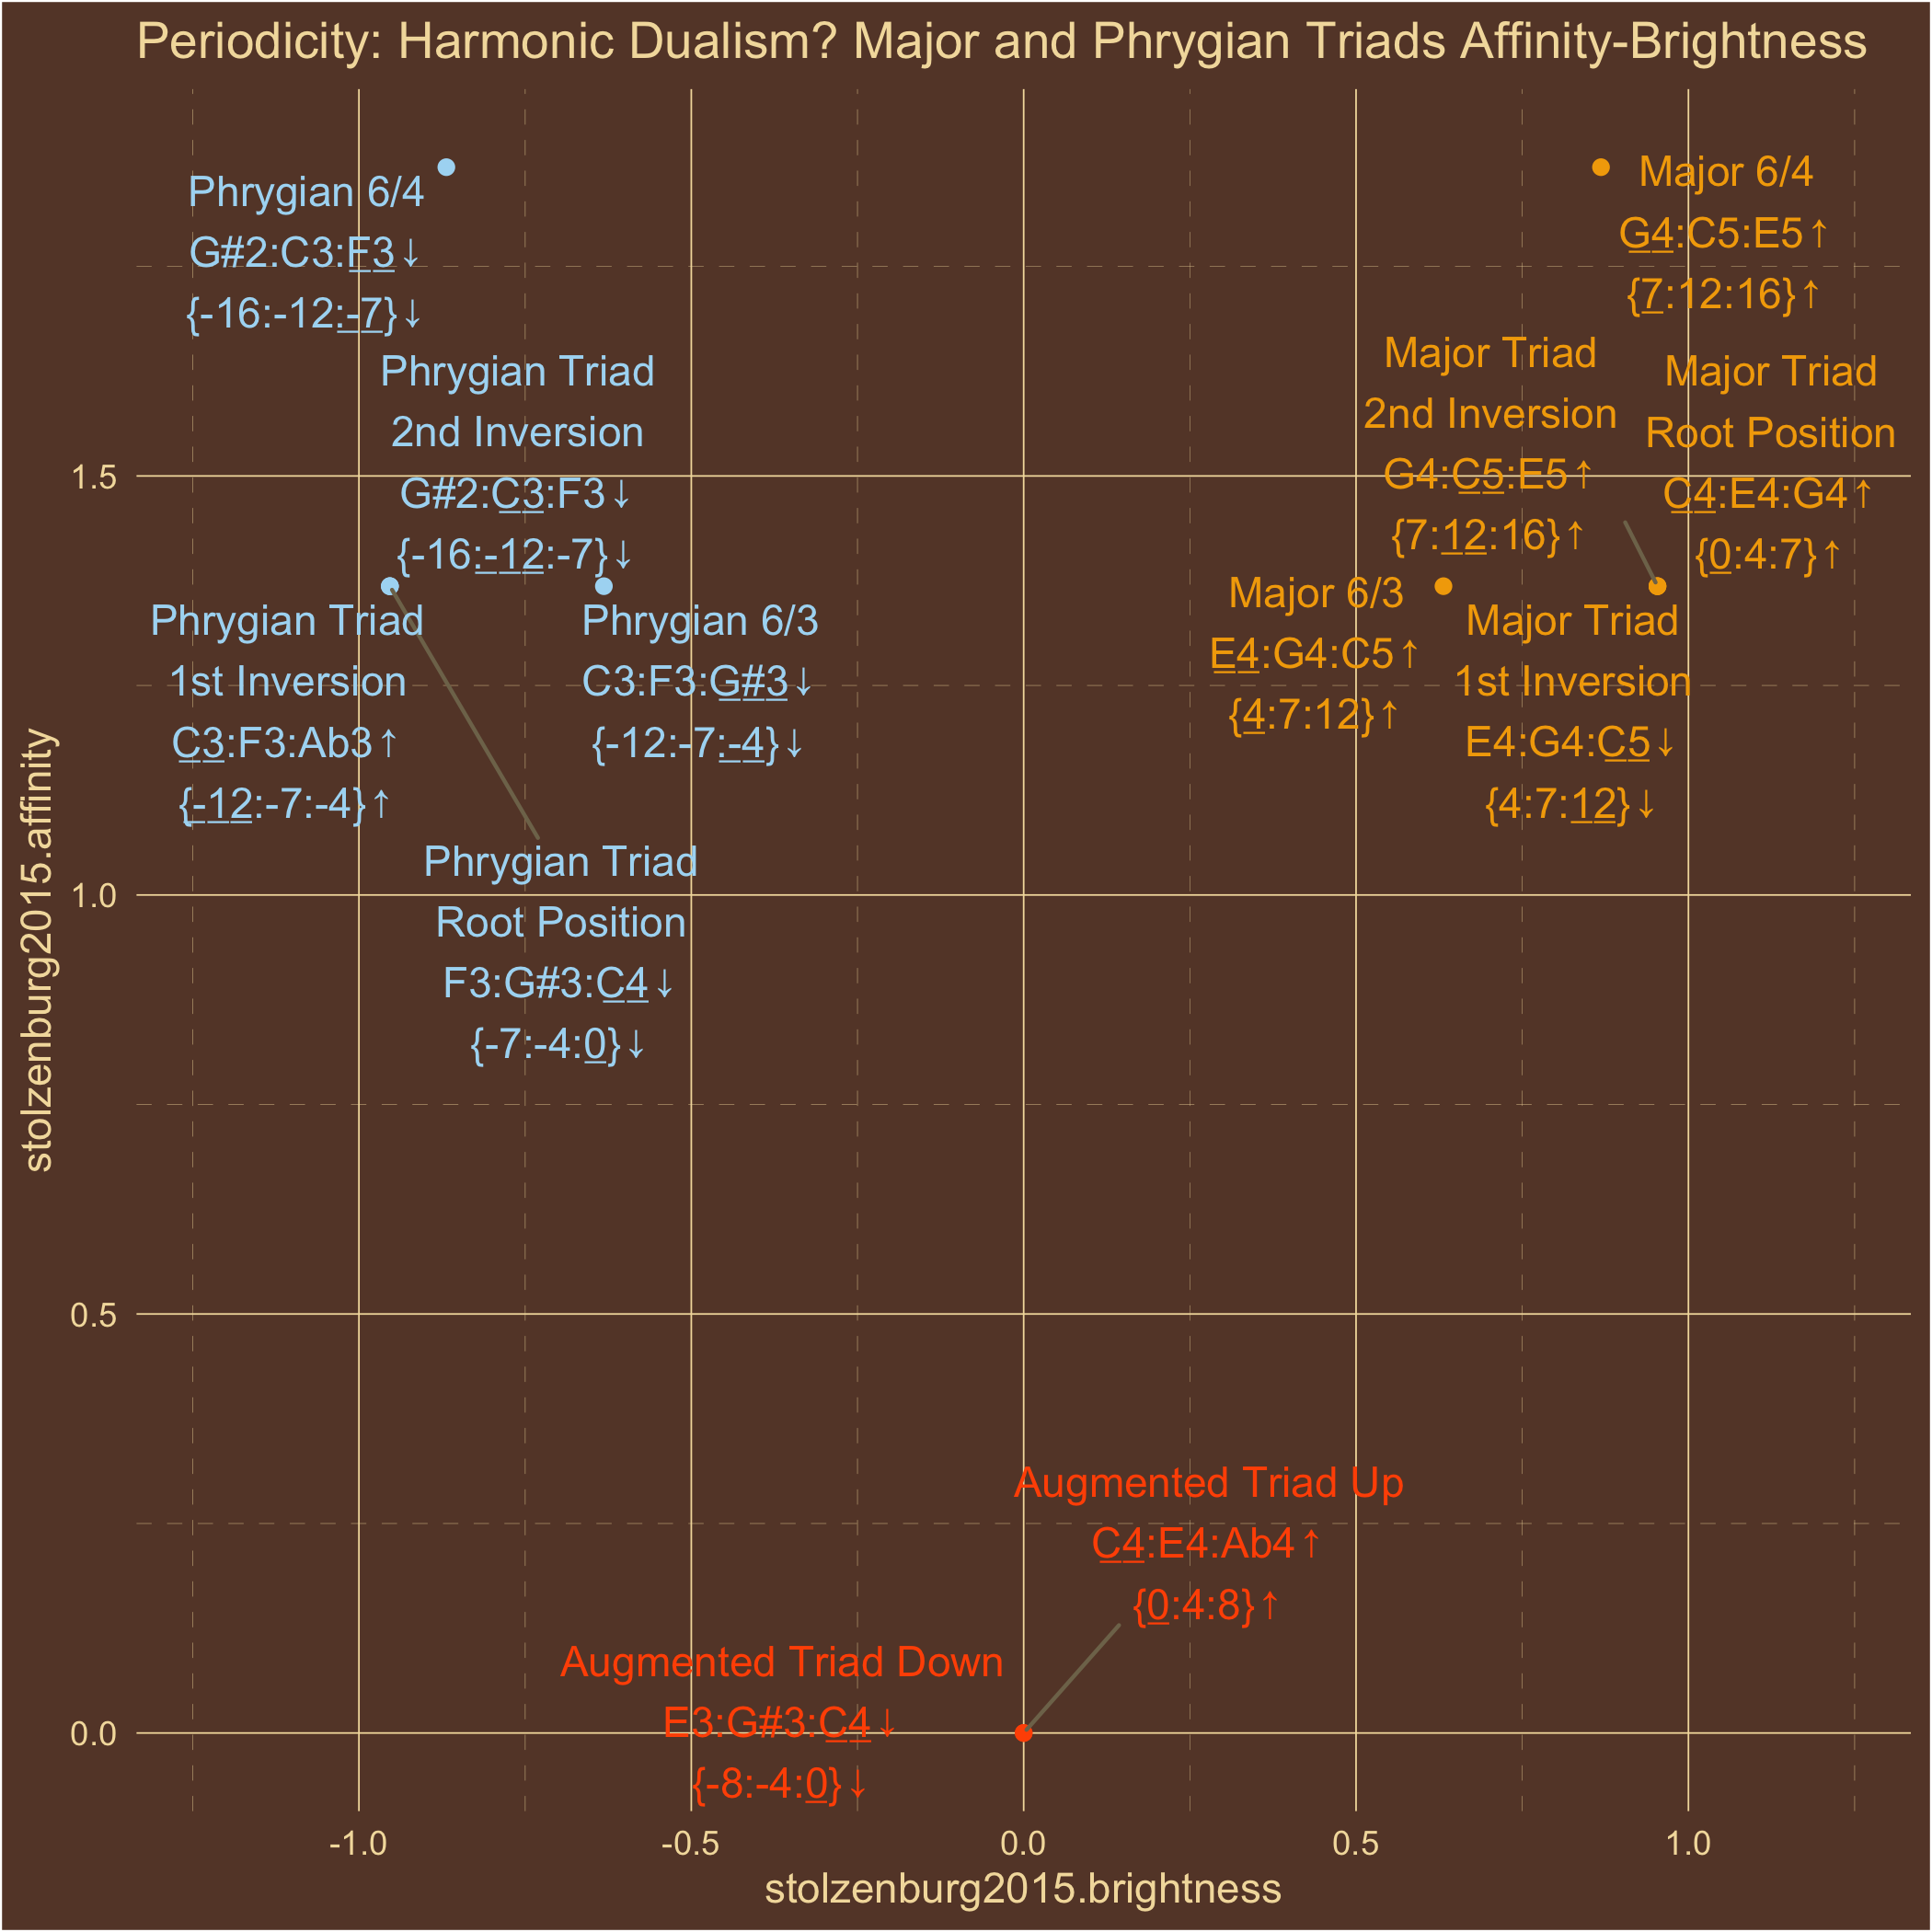 Periodicity: Harmonic Dualism? Major and Phrygian Triads Affinity-Brightness
Phrygian 6/4
G#2:C3:F3↓
{-16:-12:-7}↓
Major 6/4
G4:C5:E5↑
{7:12:16}↑
Phrygian Triad
2nd Inversion
G#2:C3:F3↓
{-16:-12:-7}↓
Major Triad
2nd Inversion
G4:C5:E5↑
{7:12:16}↑
Major Triad
Root Position
C4:E4:G4↑
{0:4:7}↑
Phrygian Triad
1st Inversion
C3:F3:Ab3↑
{-12:-7:-4}↑
Phrygian 6/3
C3:F3:G#3↓
{-12:-7:-4}↓
Major 6/3
E4:G4:C5↑
{4:7:12}↑
Major Triad
1st Inversion
E4:G4:C5↓
{4:7:12}↓
Phrygian Triad
Root Position
F3:G#3:C4↓
{-7:-4:0}↓
Augmented Triad Up
C4:E4:Ab4↑
{0:4:8}↑
Augmented Triad Down
E3:G#3:C4↓
{-8:-4:0}↓
1.5
1.0
0.5
0.0
stolzenburg2015.affinity
-1.0
-0.5
0.0
0.5
1.0
stolzenburg2015.brightness